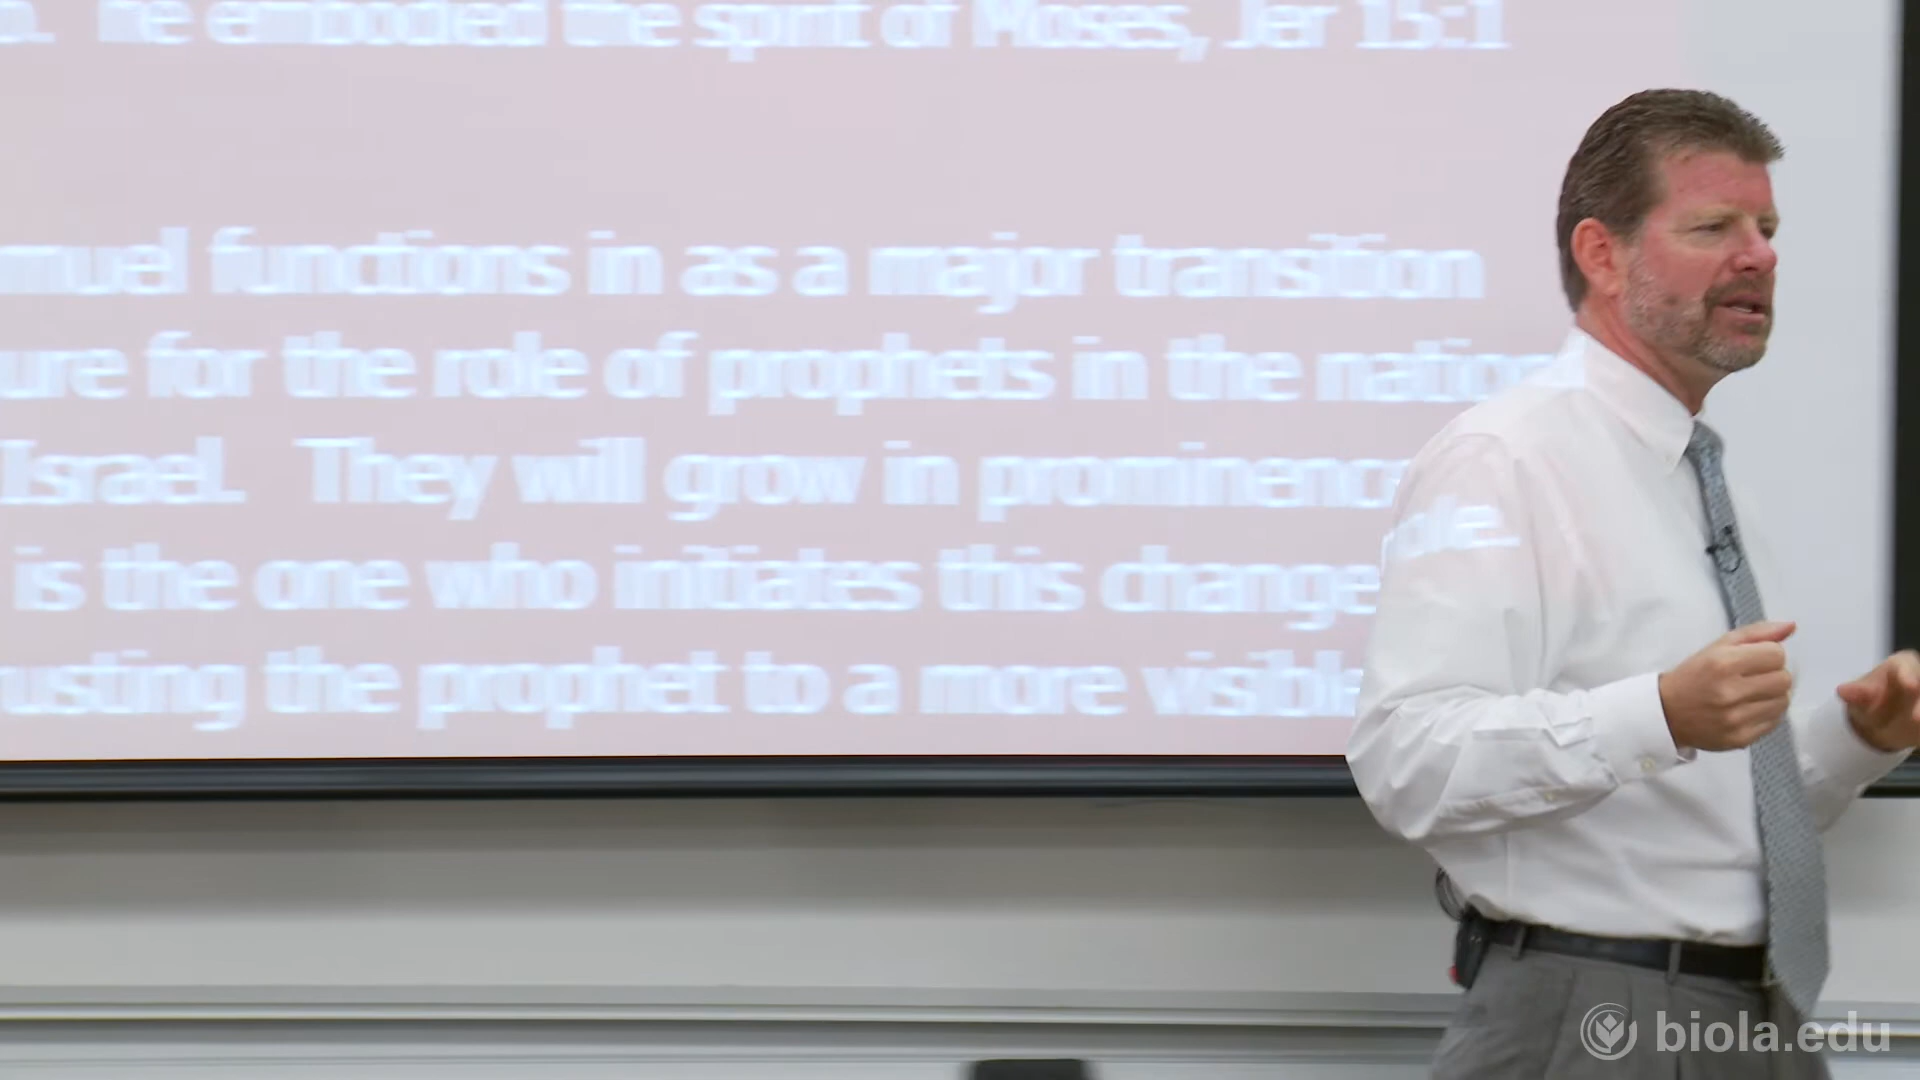 he embodied the spirit of Moses, Jer 15:1
muel functions in as a major transition
ure for the role of prophets in the nation
Israel. They will grow in prominence
is the one who initiates this change
rusting the prophet to a more visible
role.
biola.edu